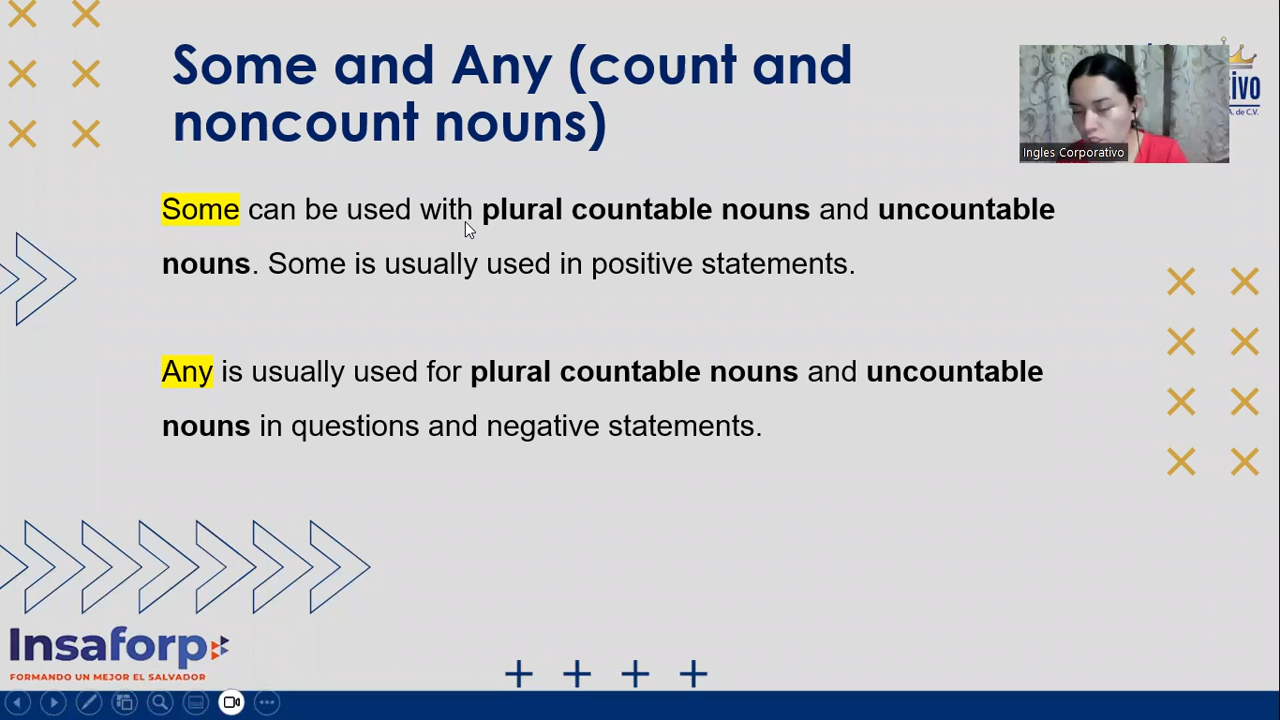 Some and Any (count and
noncount nouns)
ivo
A. de C.V.
Ingles Corporativo
Some can be used with plural countable nouns and uncountable
nouns. Some is usually used in positive statements.
Any is usually used for plural countable nouns and uncountable
nouns in questions and negative statements.
Insaforp
FORMANDO UN MEJOR EL SALVADOR